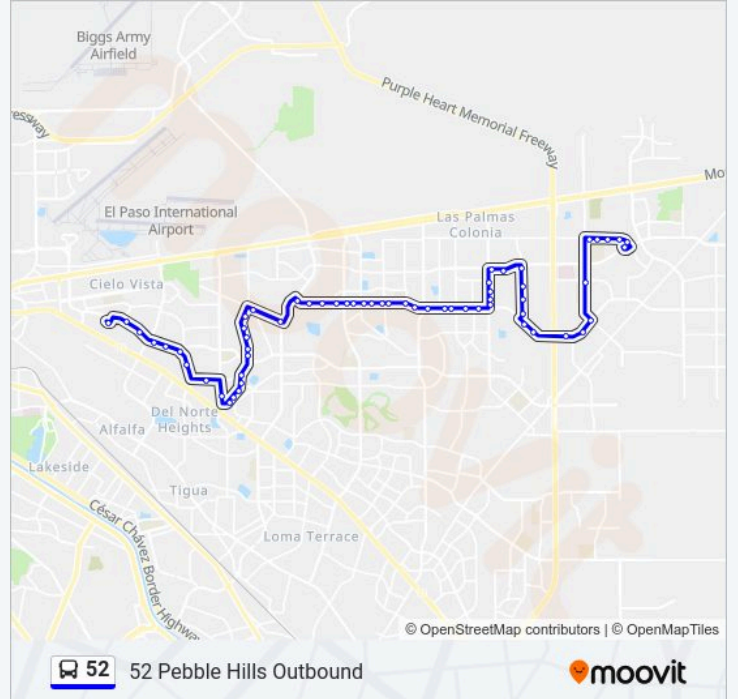 Biggs Army
Airfield
Purple Heart Memorial Freeway
essway
Mo
El Paso International
Airport
Las Palmas
Colonia
Cielo Vista
Del Norte
Heights
Alfalfa
Lakeside
Tigua
César Chávez Border Highway
Loma Terrace
© OpenStreetMap contributors | © OpenMapTiles
52
52 Pebble Hills Outbound
moovit